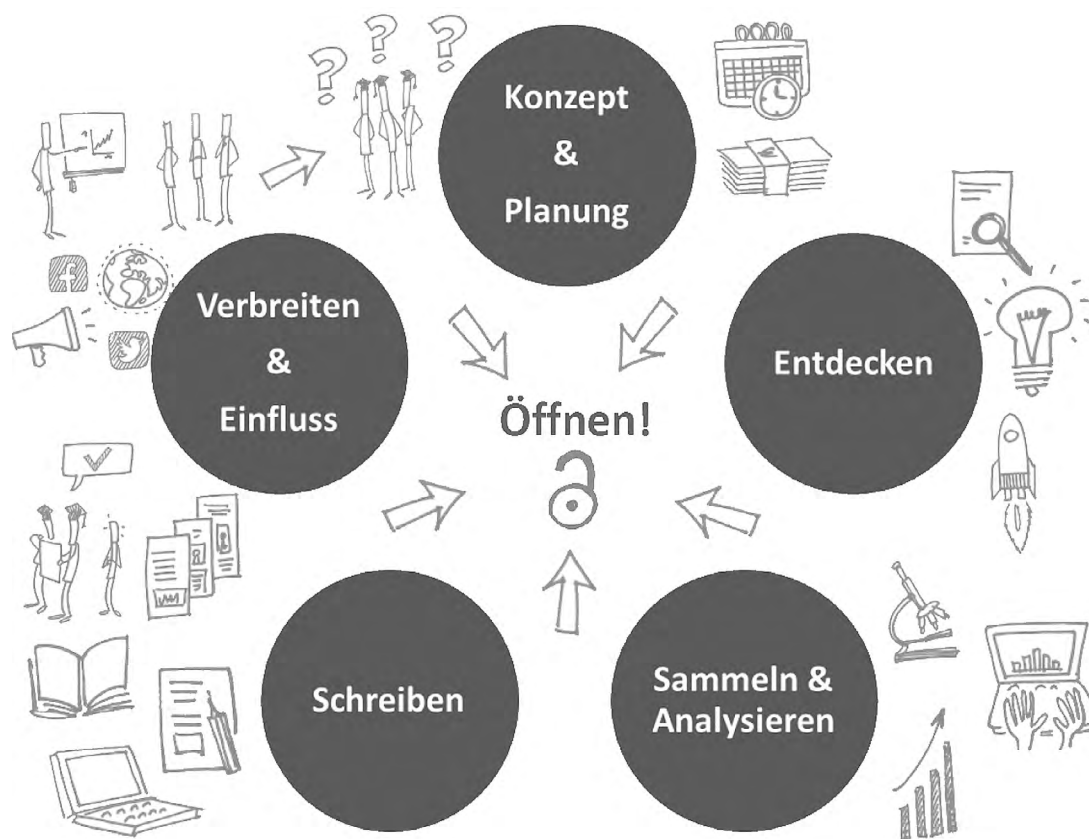 Konzept
&
Planung
Verbreiten
&
Einfluss
Entdecken
Öffnen!
Schreiben
Sammeln &
Analysieren